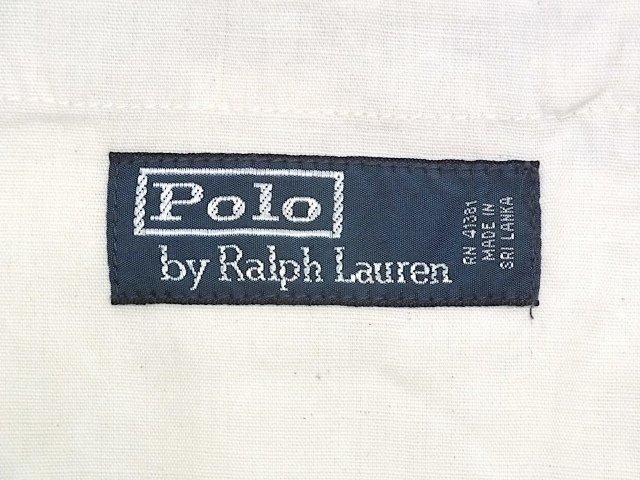 Polo
by Ralph Lauren
RN 41381
MADE IN
SRI LANKA